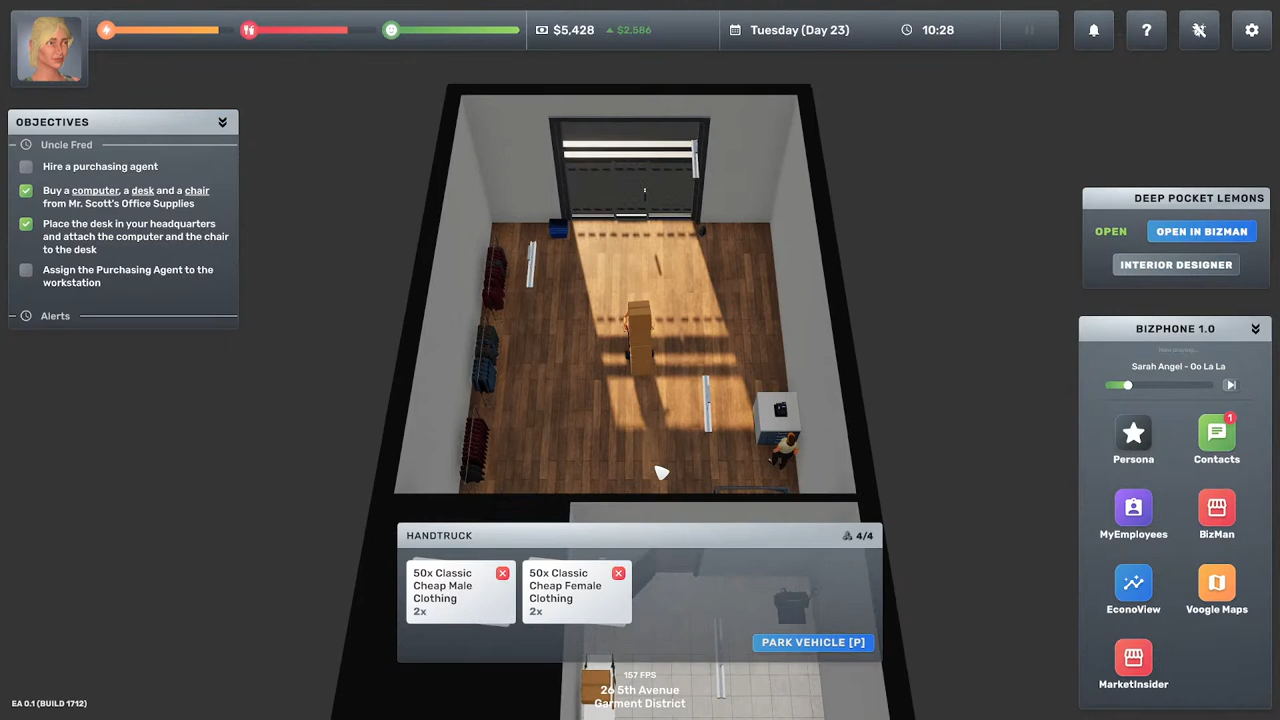 $5,428 ▲ $2,586
Tuesday (Day 23)
10:28
?
OBJECTIVES
Uncle Fred
Hire a purchasing agent
Buy a computer, a desk and a chair
from Mr. Scott's Office Supplies
Place the desk in your headquarters
and attach the computer and the chair
to the desk
Assign the Purchasing Agent to the
workstation
Alerts
DEEP POCKET LEMONS
OPEN
OPEN IN BIZMAN
INTERIOR DESIGNER
BIZPHONE 1.0
Now playing...
Sarah Angel - Oo La La
Persona
1
Contacts
MyEmployees
BizMan
EconoView
Voogle Maps
MarketInsider
HANDTRUCK
4/4
50x Classic
Cheap Male
Clothing
2x
50x Classic
Cheap Female
Clothing
2x
PARK VEHICLE [P]
157 FPS
26 5th Avenue
Garment District
EA 0.1 (BUILD 1712)